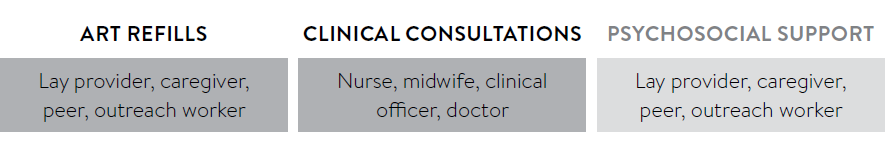 ART REFILLS
Lay provider, caregiver,
peer, outreach worker
CLINICAL CONSULTATIONS
Nurse, midwife, clinical
officer, doctor
PSYCHOSOCIAL SUPPORT
Lay provider, caregiver,
peer, outreach worker